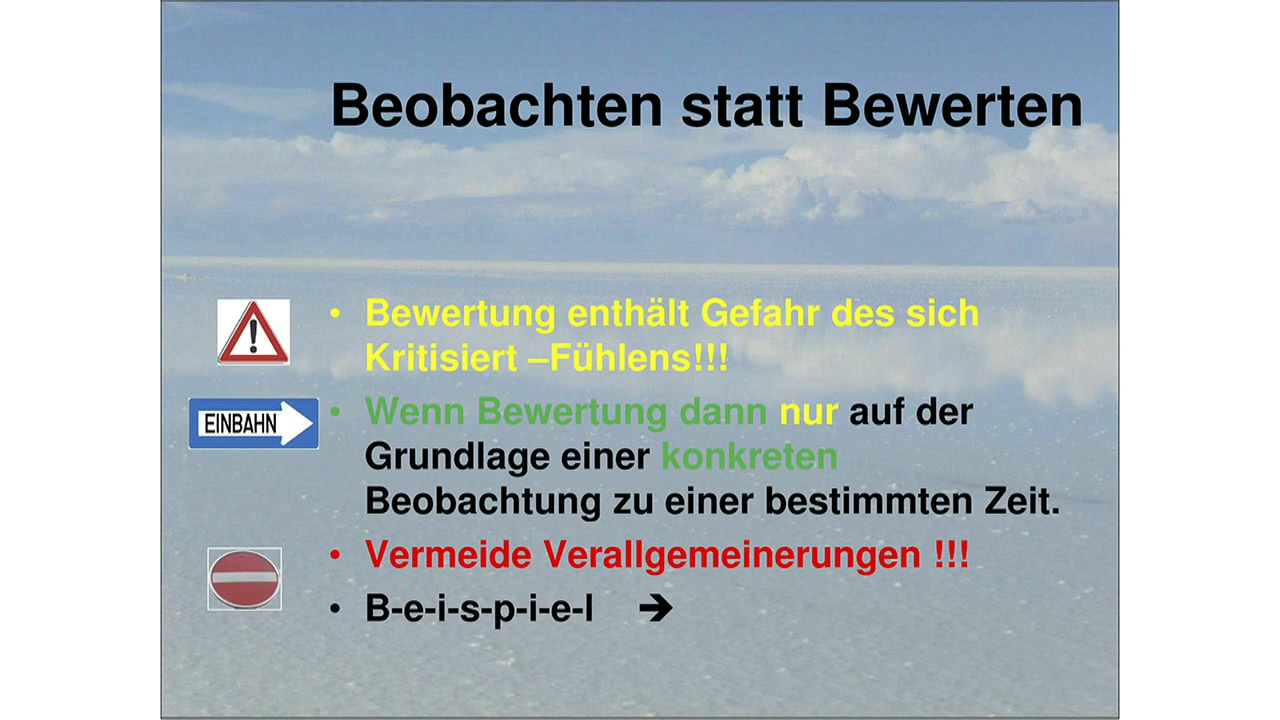 Beobachten statt Bewerten
• Bewertung enthält Gefahr des sich
Kritisiert –Fühlens!!!
EINBAHN
• Wenn Bewertung dann nur auf der
Grundlage einer konkreten
Beobachtung zu einer bestimmten Zeit.
• Vermeide Verallgemeinerungen !!!
• B-e-i-s-p-i-e-l ➔